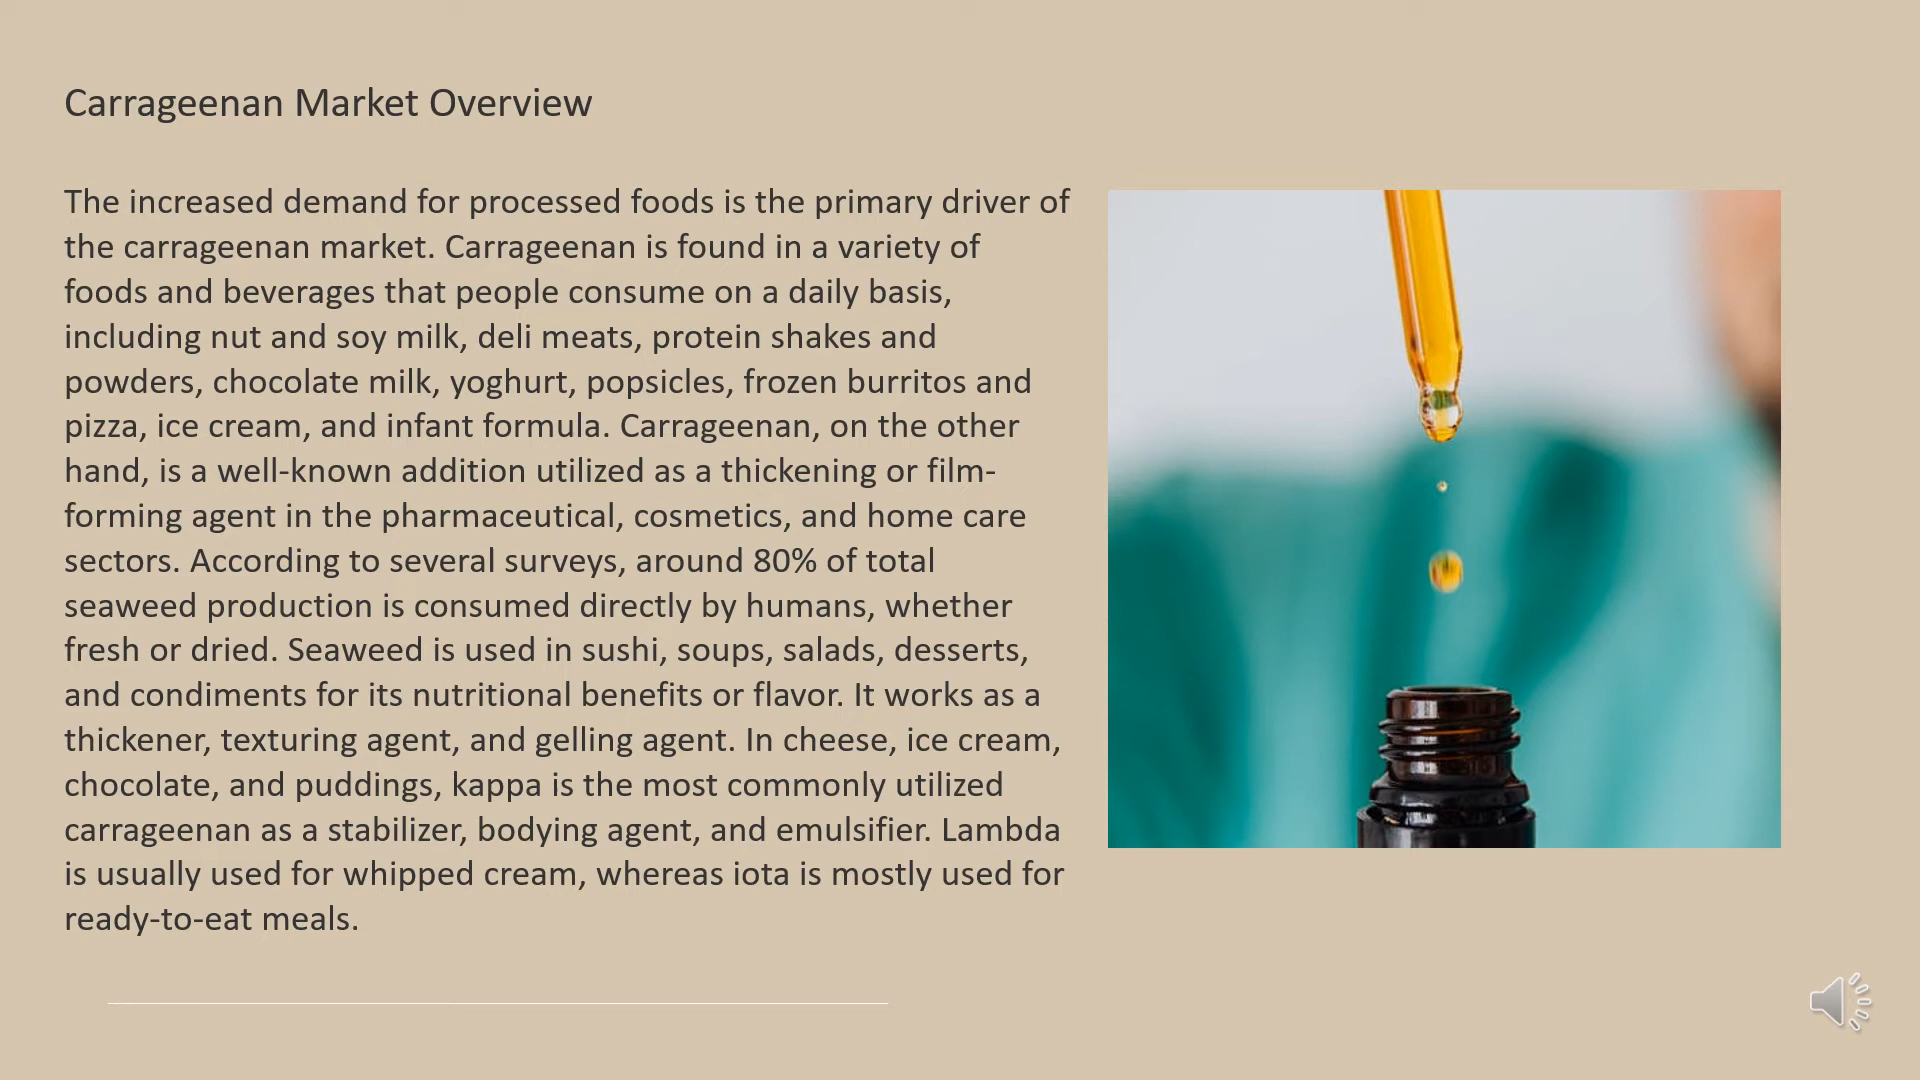 Carrageenan Market Overview
The increased demand for processed foods is the primary driver of
the carrageenan market. Carrageenan is found in a variety of
foods and beverages that people consume on a daily basis,
including nut and soy milk, deli meats, protein shakes and
powders, chocolate milk, yoghurt, popsicles, frozen burritos and
pizza, ice cream, and infant formula. Carrageenan, on the other
hand, is a well-known addition utilized as a thickening or film-
forming agent in the pharmaceutical, cosmetics, and home care
sectors. According to several surveys, around 80% of total
seaweed production is consumed directly by humans, whether
fresh or dried. Seaweed is used in sushi, soups, salads, desserts,
and condiments for its nutritional benefits or flavor. It works as a
thickener, texturing agent, and gelling agent. In cheese, ice cream,
chocolate, and puddings, kappa is the most commonly utilized
carrageenan as a stabilizer, bodying agent, and emulsifier. Lambda
is usually used for whipped cream, whereas iota is mostly used for
ready-to-eat meals.